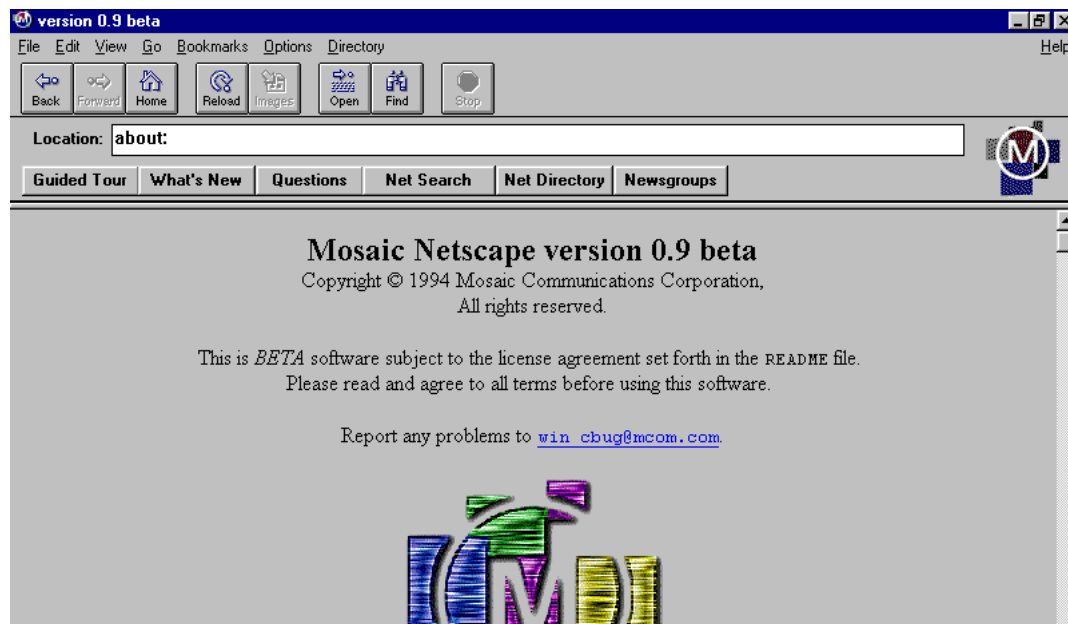 version 0.9 beta
File Edit View Go Bookmarks Options Directory Help
Back Forward Home Reload Images Open Find Stop
Location: about:
M
Guided Tour What's New Questions Net Search Net Directory Newsgroups
Mosaic Netscape version 0.9 beta
Copyright © 1994 Mosaic Communications Corporation,
All rights reserved.
This is BETA software subject to the license agreement set forth in the README file.
Please read and agree to all terms before using this software.
Report any problems to win_cbug@mcom.com.
M